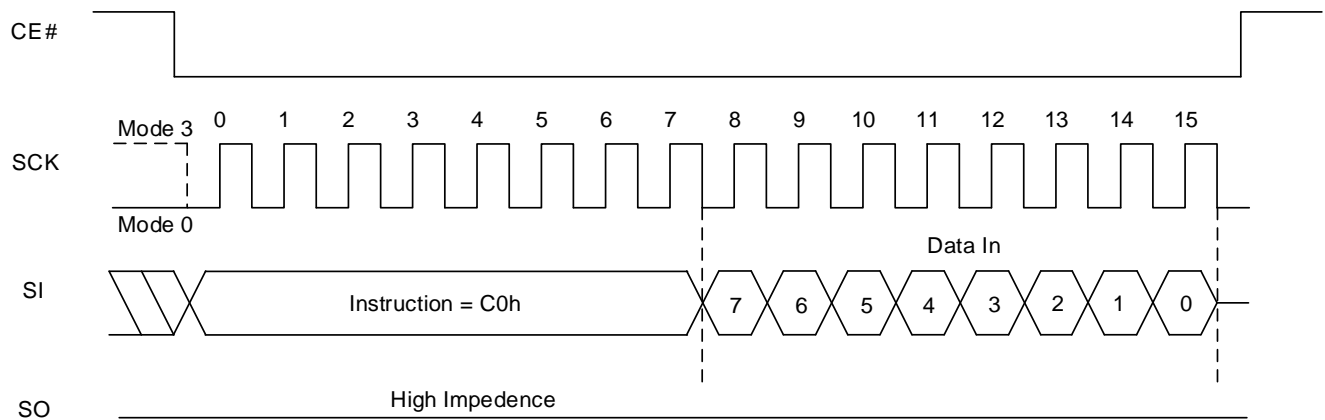 CE#
Mode 3
0 1 2 3 4 5 6 7 8 9 10 11 12 13 14 15
SCK
Mode 0
Data In
SI
Instruction = C0h
7 6 5 4 3 2 1 0
High Impedence
SO